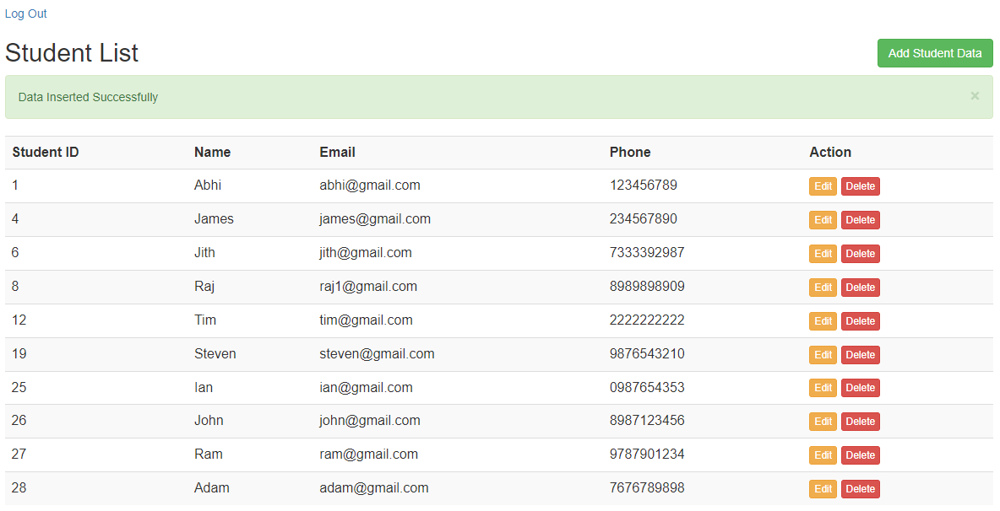 Log Out
Student List
Add Student Data
Data Inserted Successfully ×
Student ID Name Email Phone Action
1 Abhi abhi@gmail.com 123456789 Edit Delete
4 James james@gmail.com 234567890 Edit Delete
6 Jith jith@gmail.com 7333392987 Edit Delete
8 Raj raj1@gmail.com 8989898909 Edit Delete
12 Tim tim@gmail.com 2222222222 Edit Delete
19 Steven steven@gmail.com 9876543210 Edit Delete
25 Ian ian@gmail.com 0987654353 Edit Delete
26 John john@gmail.com 8987123456 Edit Delete
27 Ram ram@gmail.com 9787901234 Edit Delete
28 Adam adam@gmail.com 7676789898 Edit Delete